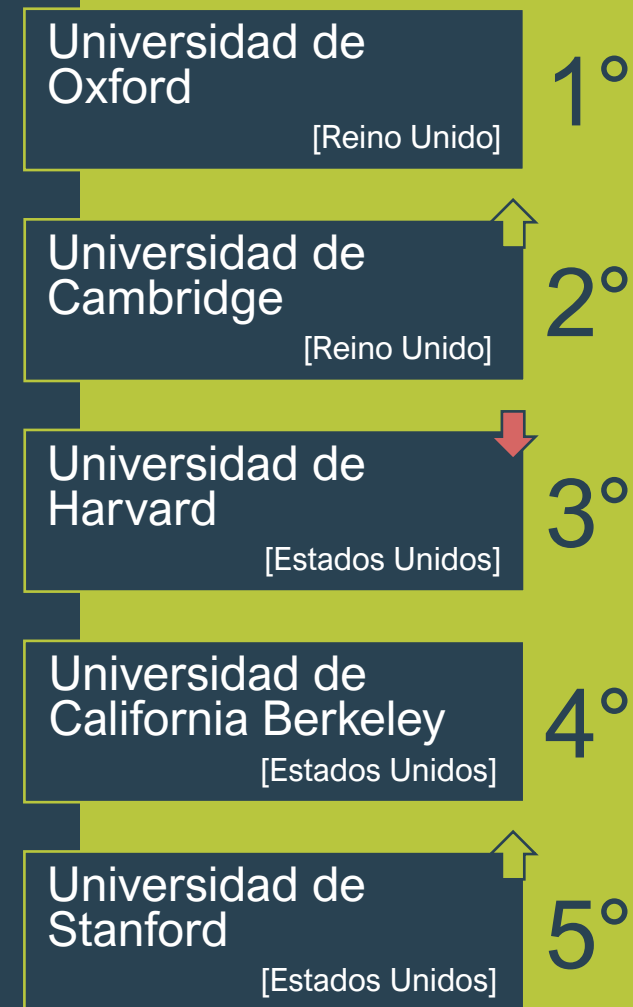 Universidad de
Oxford
[Reino Unido]
1°
Universidad de
Cambridge
[Reino Unido]
2°
Universidad de
Harvard
[Estados Unidos]
3°
Universidad de
California Berkeley
[Estados Unidos]
4°
Universidad de
Stanford
[Estados Unidos]
5°